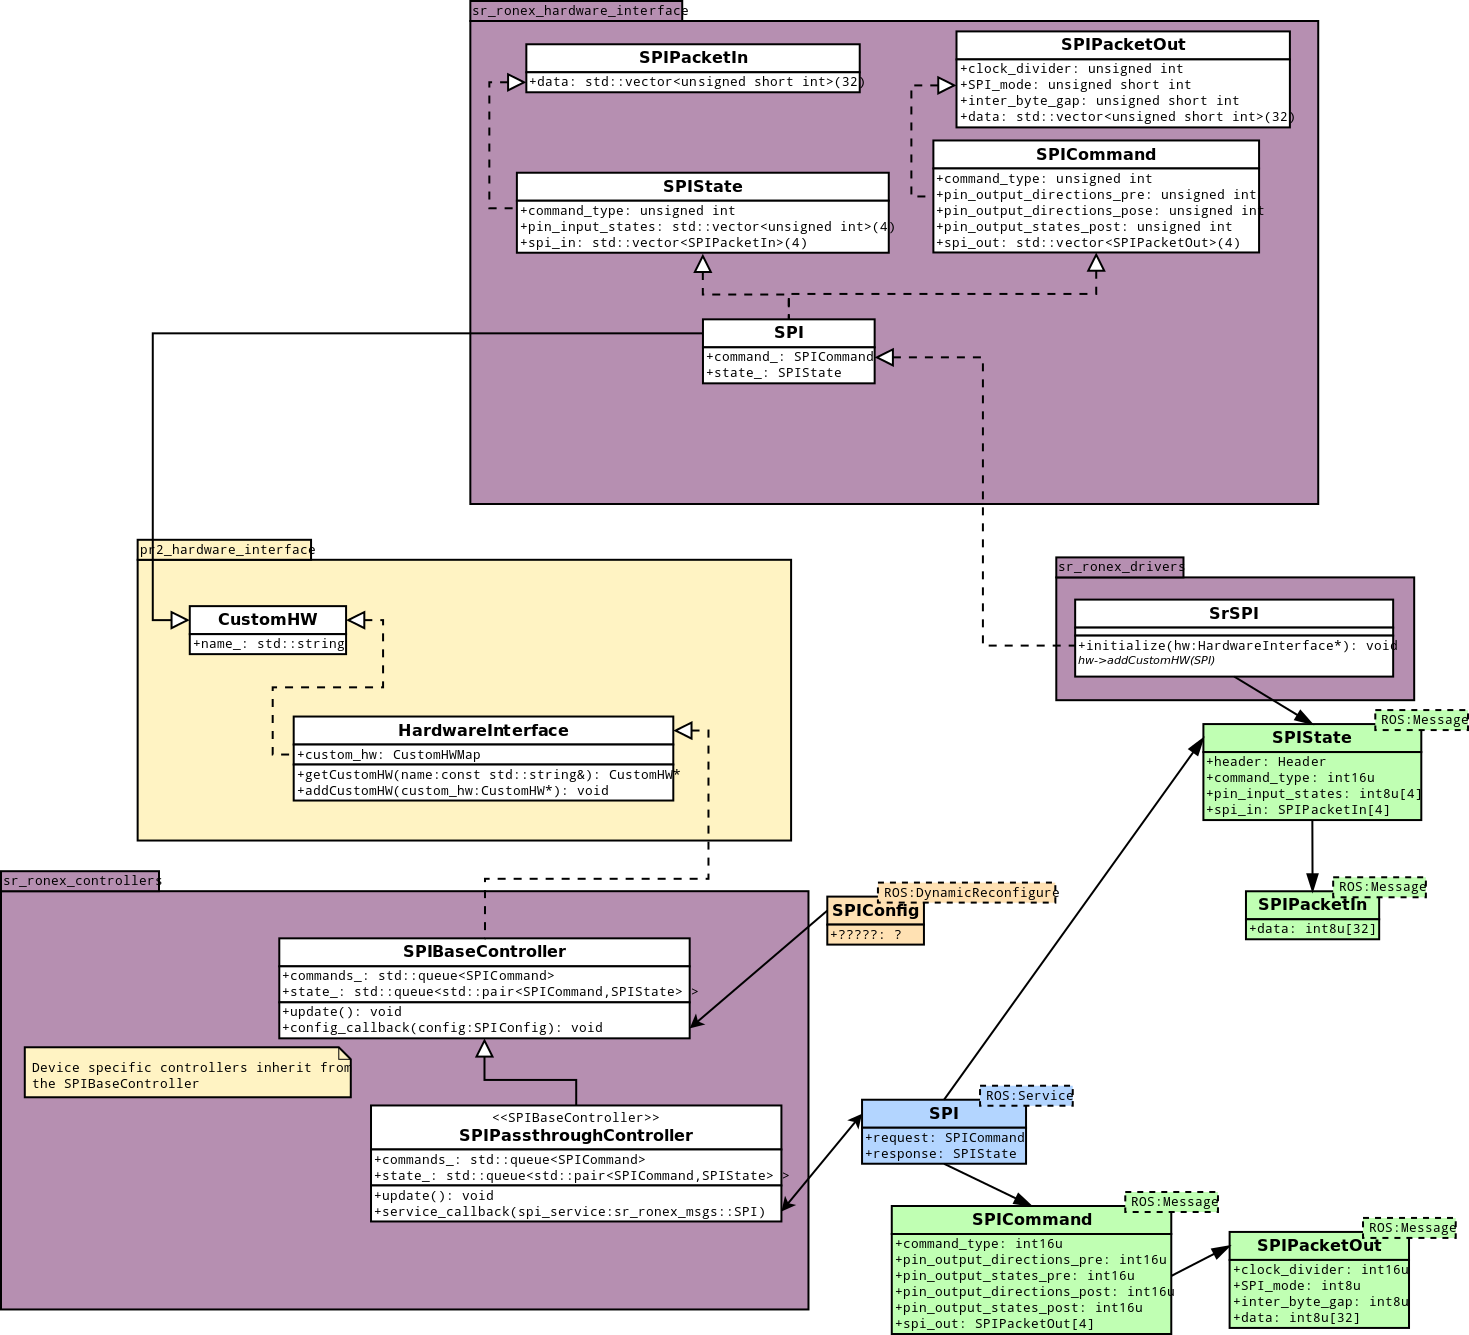 sr_ronex_hardware_interface
SPIPacketIn
+data: std::vector<unsigned short int>(32)
SPIPacketOut
+clock_divider: unsigned int
+SPI_mode: unsigned short int
+inter_byte_gap: unsigned short int
+data: std::vector<unsigned short int>(32)
SPICommand
+command_type: unsigned int
+pin_output_directions_pre: unsigned int
+pin_output_directions_pose: unsigned int
+pin_output_states_post: unsigned int
+spi_out: std::vector<SPIPacketOut>(4)
SPIState
+command_type: unsigned int
+pin_input_states: std::vector<unsigned int>(4)
+spi_in: std::vector<SPIPacketIn>(4)
SPI
+command_: SPICommand
+state_: SPIState
pr2_hardware_interface
CustomHW
+name_: std::string
HardwareInterface
+custom_hw: CustomHWMap
+getCustomHW(name:const std::string&): CustomHW*
+addCustomHW(custom_hw:CustomHW*): void
sr_ronex_drivers
SrSPI
+initialize(hw:HardwareInterface*): void
hw->addCustomHW(SPI)
ROS:Message
SPIState
+header: Header
+command_type: int16u
+pin_input_states: int8u[4]
+spi_in: SPIPacketIn[4]
ROS:Message
SPIPacketIn
+data: int8u[32]
sr_ronex_controllers
ROS:DynamicReconfigure
SPIConfig
+?????: ?
SPIBaseController
+commands_: std::queue<SPICommand>
+state_: std::queue<std::pair<SPICommand,SPIState> >
+update(): void
+config_callback(config:SPIConfig): void
Device specific controllers inherit from
the SPIBaseController
<<SPIBaseController>>
SPIPassthroughController
+commands_: std::queue<SPICommand>
+state_: std::queue<std::pair<SPICommand,SPIState> >
+update(): void
+service_callback(spi_service:sr_ronex_msgs::SPI)
ROS:Service
SPI
+request: SPICommand
+response: SPIState
ROS:Message
SPICommand
+command_type: int16u
+pin_output_directions_pre: int16u
+pin_output_states_pre: int16u
+pin_output_directions_post: int16u
+pin_output_states_post: int16u
+spi_out: SPIPacketOut[4]
ROS:Message
SPIPacketOut
+clock_divider: int16u
+SPI_mode: int8u
+inter_byte_gap: int8u
+data: int8u[32]